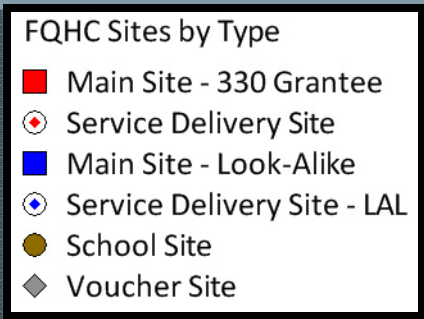 FQHC Sites by Type
Main Site - 330 Grantee
Service Delivery Site
Main Site - Look-Alike
Service Delivery Site - LAL
School Site
Voucher Site